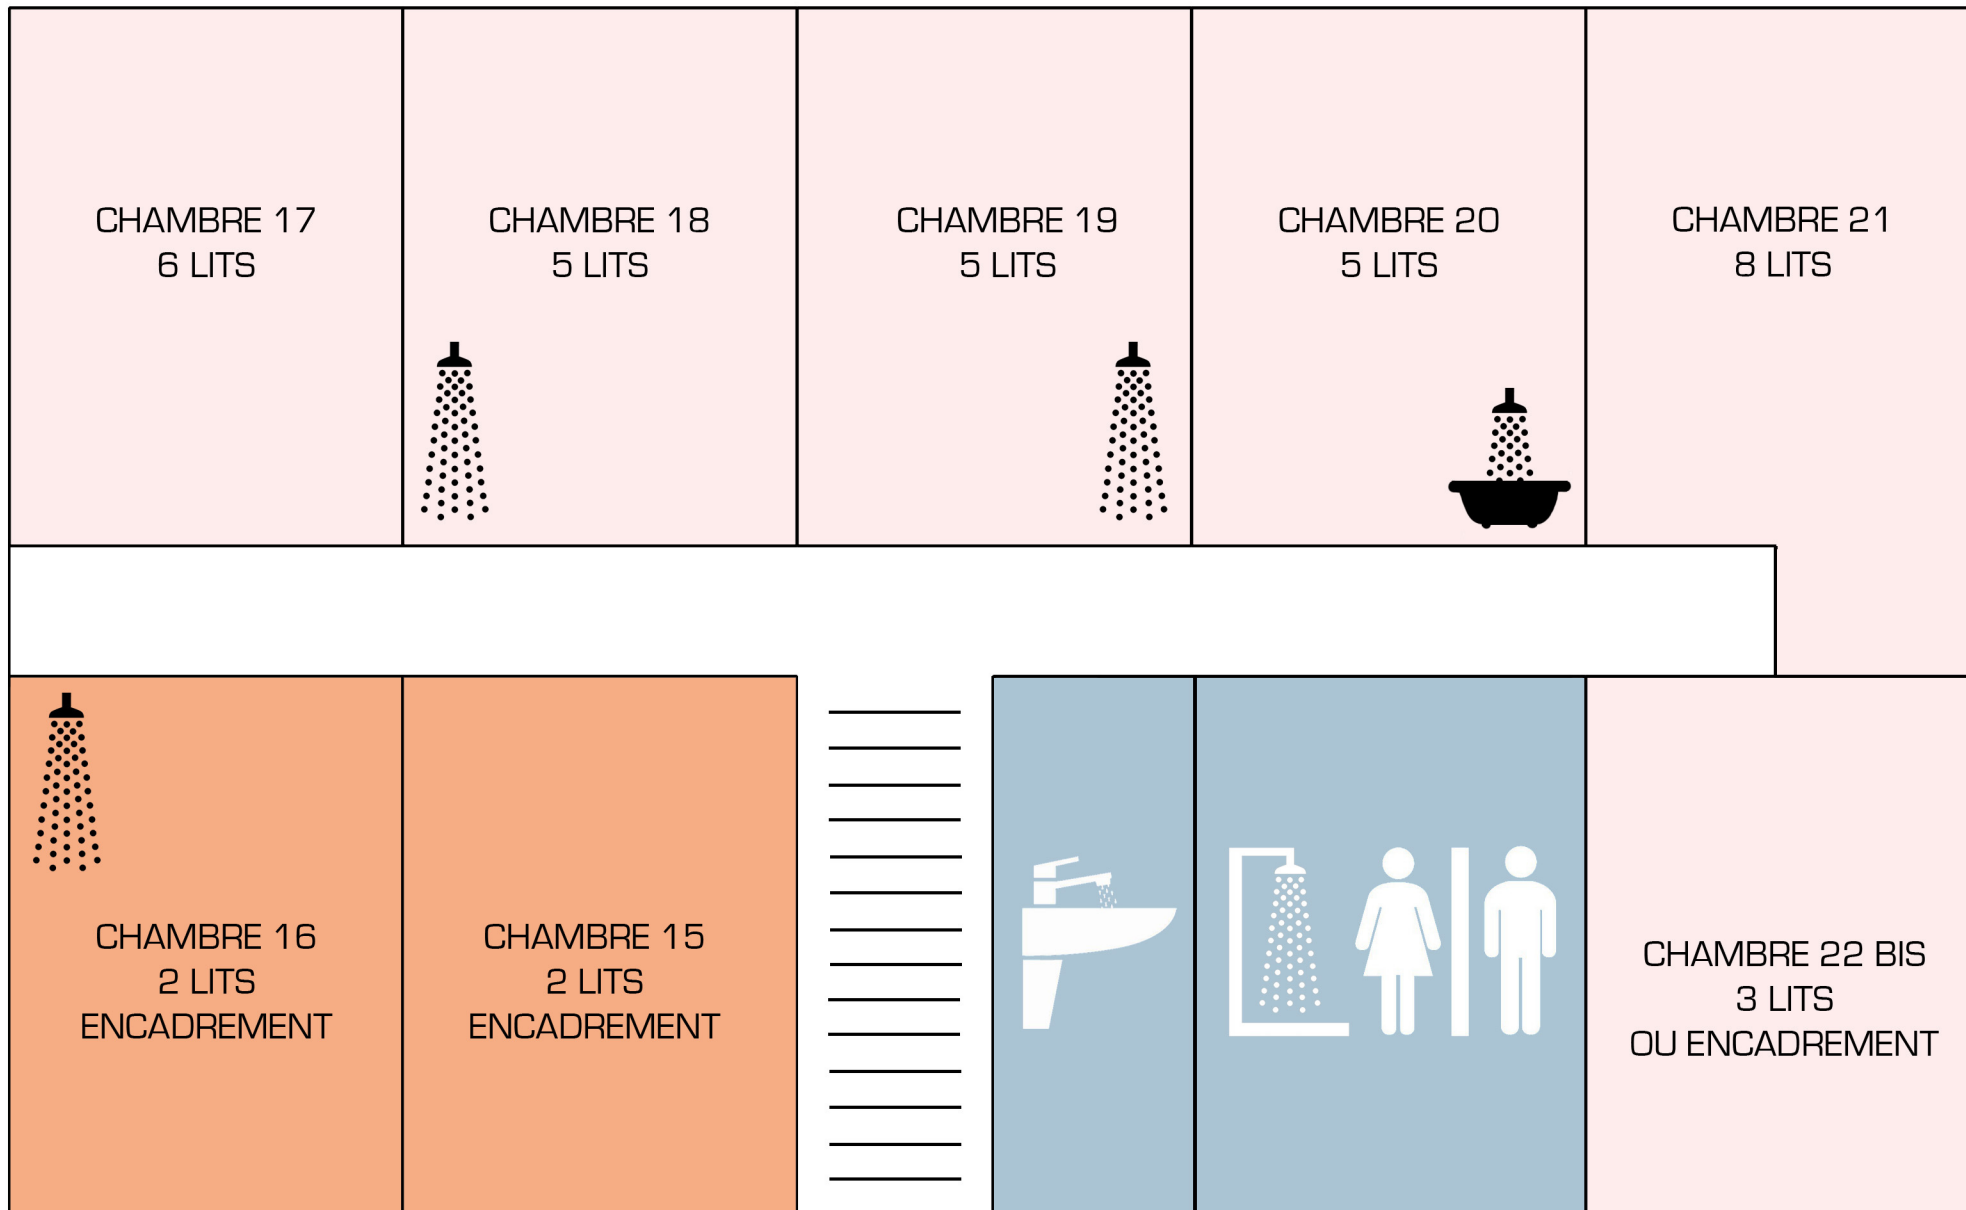 CHAMBRE 17
6 LITS
CHAMBRE 18
5 LITS
CHAMBRE 19
5 LITS
CHAMBRE 20
5 LITS
CHAMBRE 21
8 LITS
CHAMBRE 16
2 LITS
ENCADREMENT
CHAMBRE 15
2 LITS
ENCADREMENT
CHAMBRE 22 BIS
3 LITS
OU ENCADREMENT